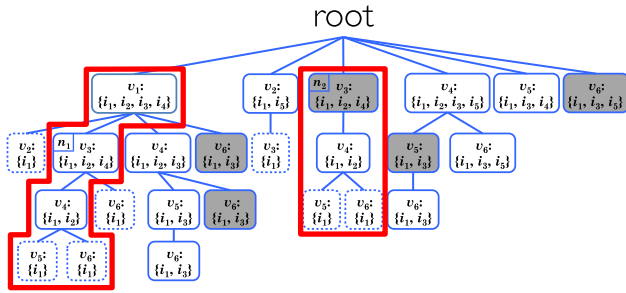 root
v₁:
{i₁, i₂, i₃, i₄}
v₂:
{i₁, i₅}
n₂
v₃:
{i₁, i₂, i₄}
v₄:
{i₁, i₂, i₃, i₅}
v₅:
{i₁, i₃, i₄}
v₆:
{i₁, i₃, i₅}
v₂:
{i₁}
n₁
v₃:
{i₁, i₂, i₄}
v₄:
{i₁, i₂, i₃}
v₆:
{i₁, i₃}
v₃:
{i₁}
v₄:
{i₁, i₂}
v₅:
{i₁, i₃}
v₆:
{i₁, i₃, i₅}
v₄:
{i₁, i₂}
v₆:
{i₁}
v₅:
{i₁, i₃}
v₆:
{i₁, i₃}
v₅:
{i₁}
v₆:
{i₁}
v₆:
{i₁, i₃}
v₅:
{i₁}
v₆:
{i₁}
v₆:
{i₁, i₃}